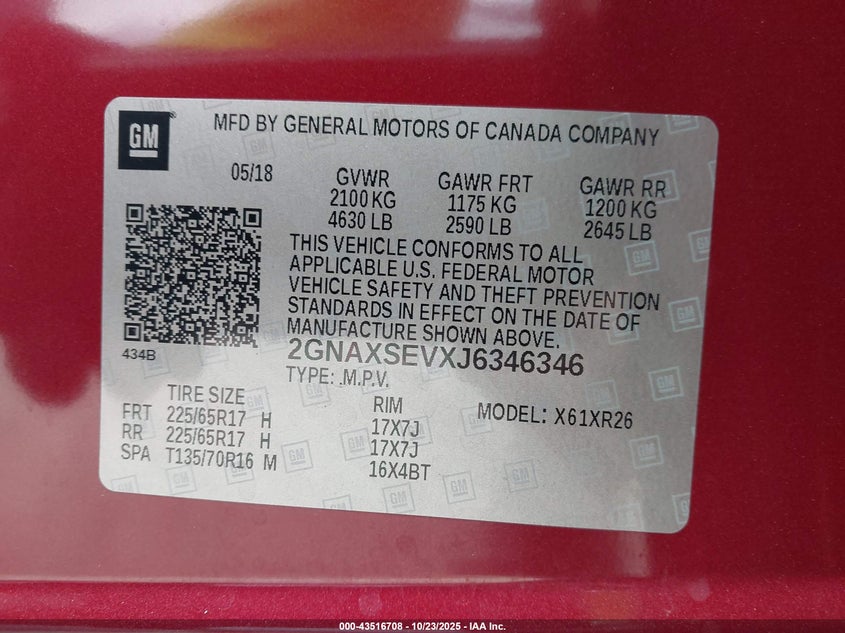 GM
MFD BY GENERAL MOTORS OF CANADA COMPANY
05/18
GVWR
2100 KG
4630 LB
GAWR FRT
1175 KG
2590 LB
GAWR RR
1200 KG
2645 LB
THIS VEHICLE CONFORMS TO ALL
APPLICABLE U.S. FEDERAL MOTOR
VEHICLE SAFETY AND THEFT PREVENTION
STANDARDS IN EFFECT ON THE DATE OF
MANUFACTURE SHOWN ABOVE.
434B
2GNAXSEVXJ6346346
TYPE: .M.P.V.
TIRE SIZE
RIM
MODEL: X61XR26
FRT 225/65R17 H 17X7J
RR 225/65R17 H 17X7J
SPA T135/70R16 M 16X4BT
000-43516708 - 10/23/2025 - IAA Inc.